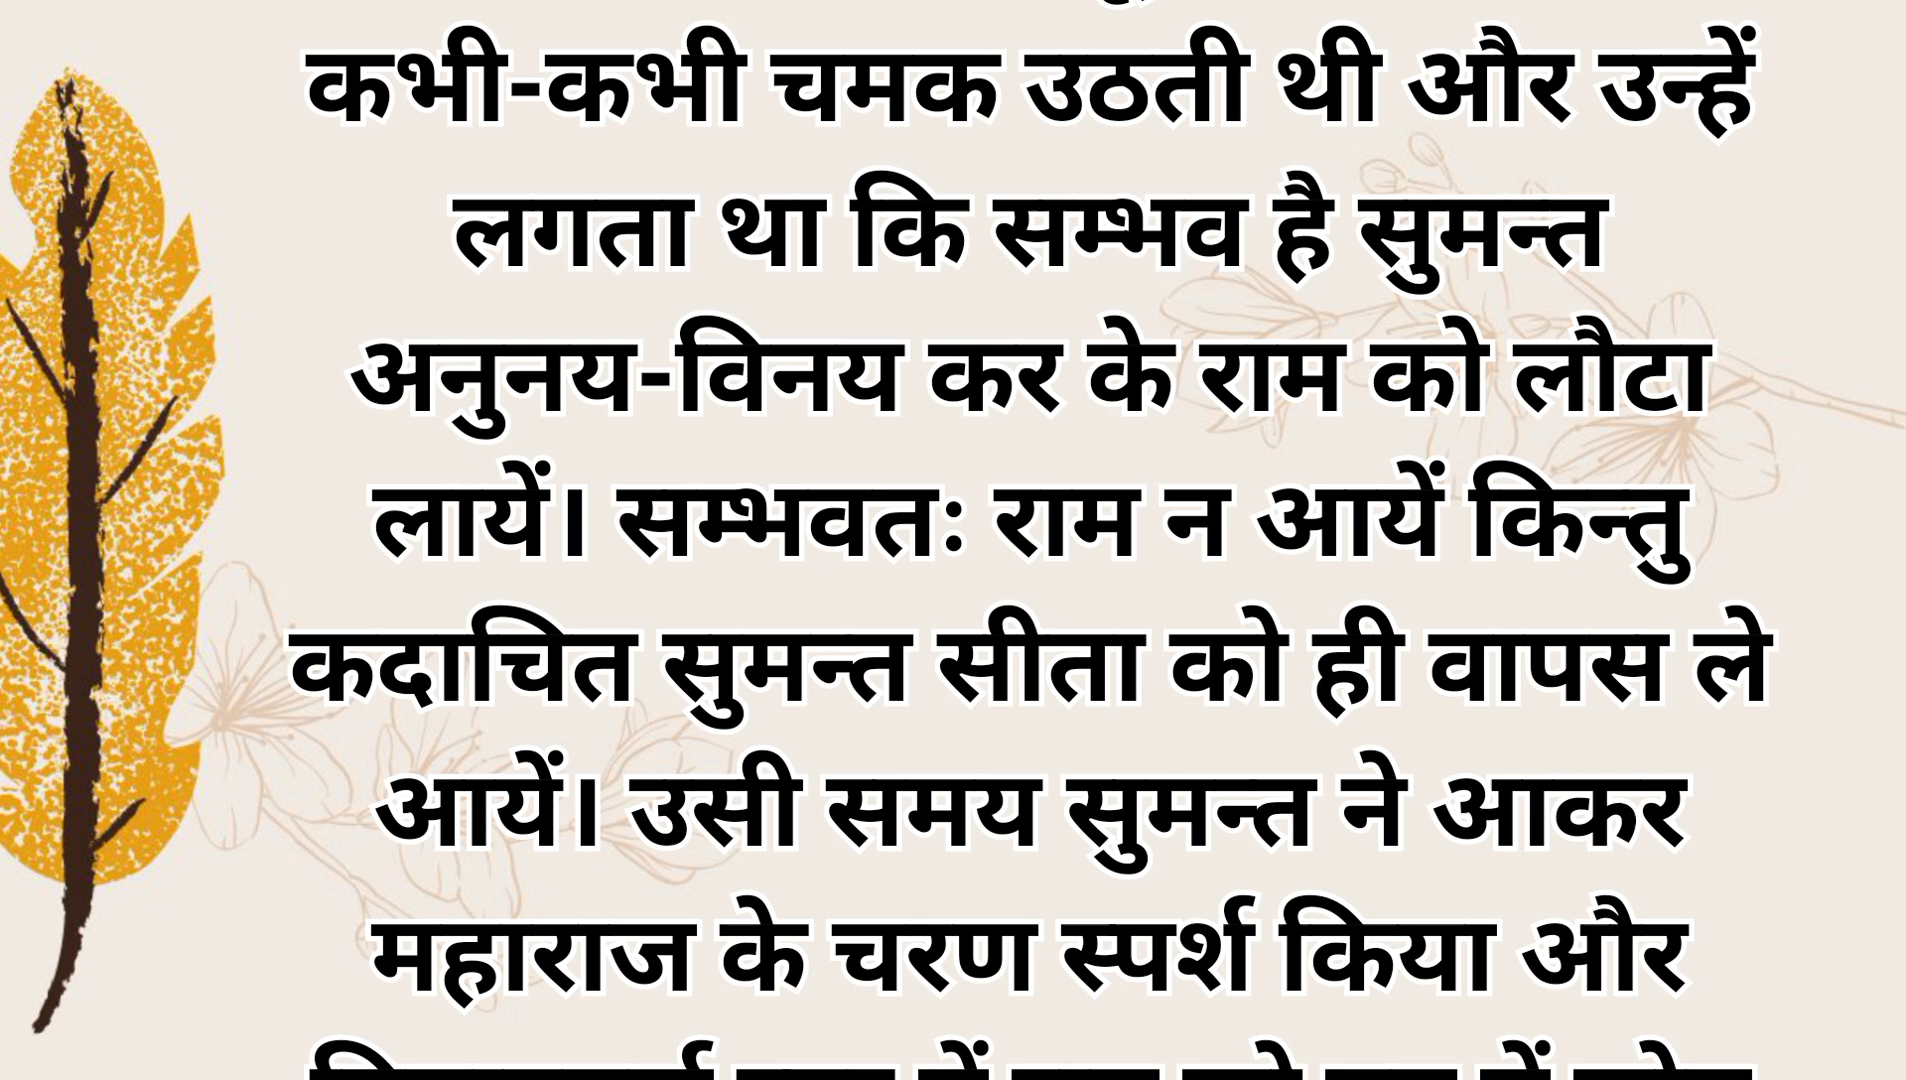 कभी-कभी चमक उठती थी और उन्हें
लगता था कि सम्भव है सुमन्त
अनुनय-विनय कर के राम को लौटा
लायें। सम्भवतः राम न आयें किन्तु
कदाचित सुमन्त सीता को ही वापस ले
आयें। उसी समय सुमन्त ने आकर
महाराज के चरण स्पर्श किया और